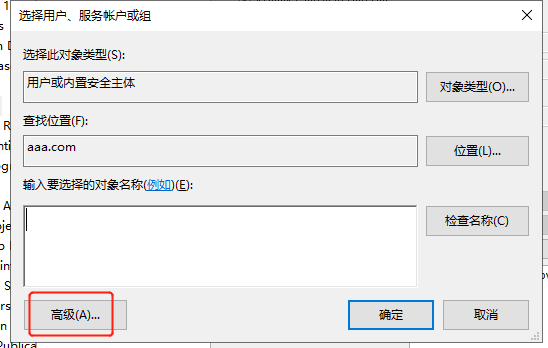 选择用户、服务帐户或组
选择此对象类型(S):
用户或内置安全主体
对象类型(O)...
查找位置(F):
aaa.com
位置(L)...
输入要选择的对象名称(例如)(E):
检查名称(C)
高级(A)...
确定
取消